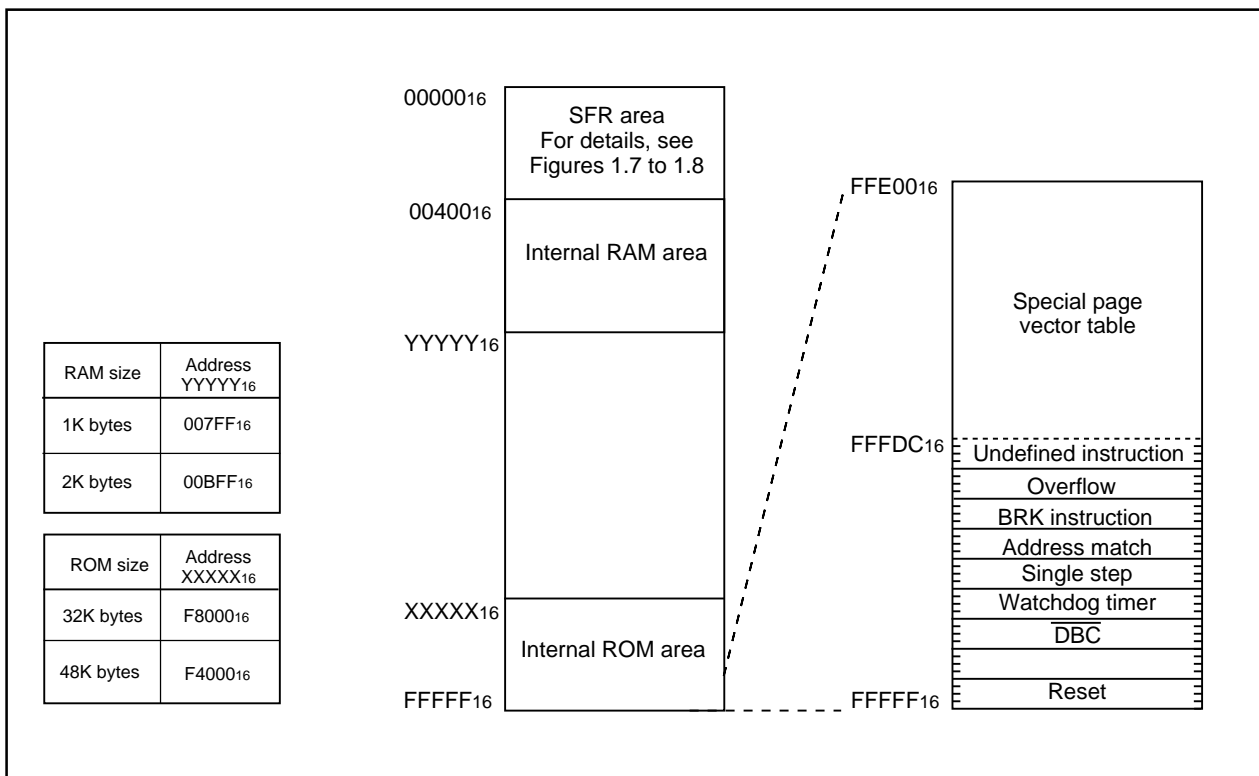 0000016
SFR area
For details, see
Figures 1.7 to 1.8
0040016
Internal RAM area
YYYYY16
XXXXX16
Internal ROM area
FFFFF16
RAM size Address YYYYY16
1K bytes 007FF16
2K bytes 00BFF16
ROM size Address XXXXX16
32K bytes F800016
48K bytes F400016
FFE0016
Special page
vector table
FFFDC16
Undefined instruction
Overflow
BRK instruction
Address match
Single step
Watchdog timer
DBC
Reset
FFFFF16